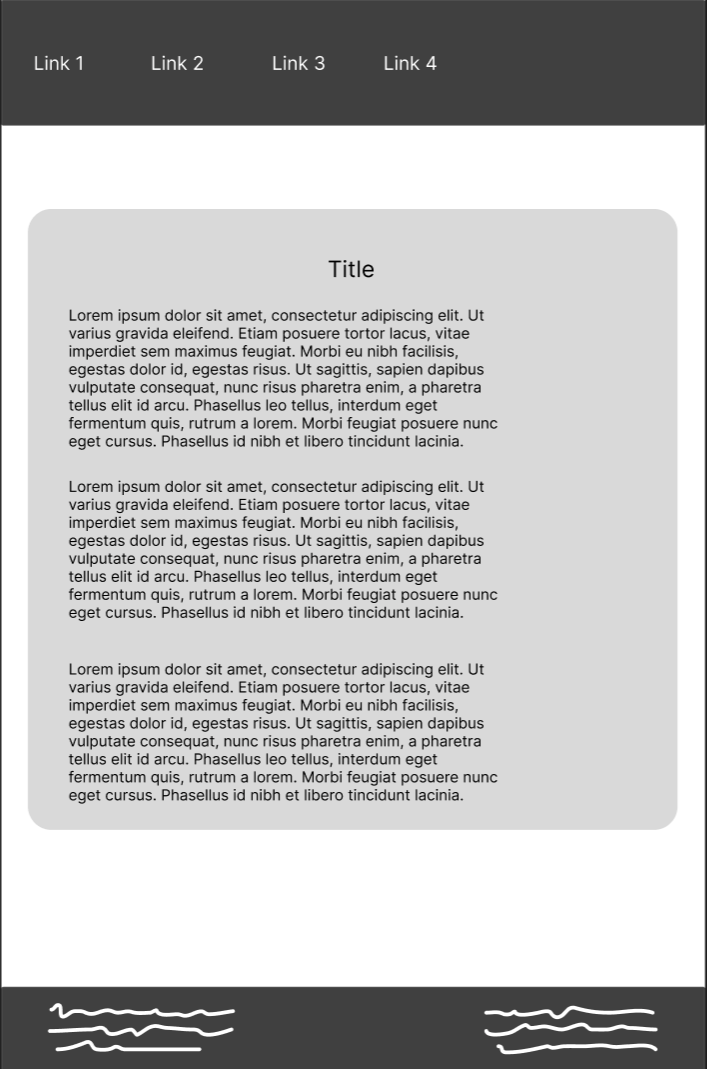 Link 1 Link 2 Link 3 Link 4
Title
Lorem ipsum dolor sit amet, consectetur adipiscing elit. Ut
varius gravida eleifend. Etiam posuere tortor lacus, vitae
imperdiet sem maximus feugiat. Morbi eu nibh facilisis,
egestas dolor id, egestas risus. Ut sagittis, sapien dapibus
vulputate consequat, nunc risus pharetra enim, a pharetra
tellus elit id arcu. Phasellus leo tellus, interdum eget
fermentum quis, rutrum a lorem. Morbi feugiat posuere nunc
eget cursus. Phasellus id nibh et libero tincidunt lacinia.
Lorem ipsum dolor sit amet, consectetur adipiscing elit. Ut
varius gravida eleifend. Etiam posuere tortor lacus, vitae
imperdiet sem maximus feugiat. Morbi eu nibh facilisis,
egestas dolor id, egestas risus. Ut sagittis, sapien dapibus
vulputate consequat, nunc risus pharetra enim, a pharetra
tellus elit id arcu. Phasellus leo tellus, interdum eget
fermentum quis, rutrum a lorem. Morbi feugiat posuere nunc
eget cursus. Phasellus id nibh et libero tincidunt lacinia.
Lorem ipsum dolor sit amet, consectetur adipiscing elit. Ut
varius gravida eleifend. Etiam posuere tortor lacus, vitae
imperdiet sem maximus feugiat. Morbi eu nibh facilisis,
egestas dolor id, egestas risus. Ut sagittis, sapien dapibus
vulputate consequat, nunc risus pharetra enim, a pharetra
tellus elit id arcu. Phasellus leo tellus, interdum eget
fermentum quis, rutrum a lorem. Morbi feugiat posuere nunc
eget cursus. Phasellus id nibh et libero tincidunt lacinia.